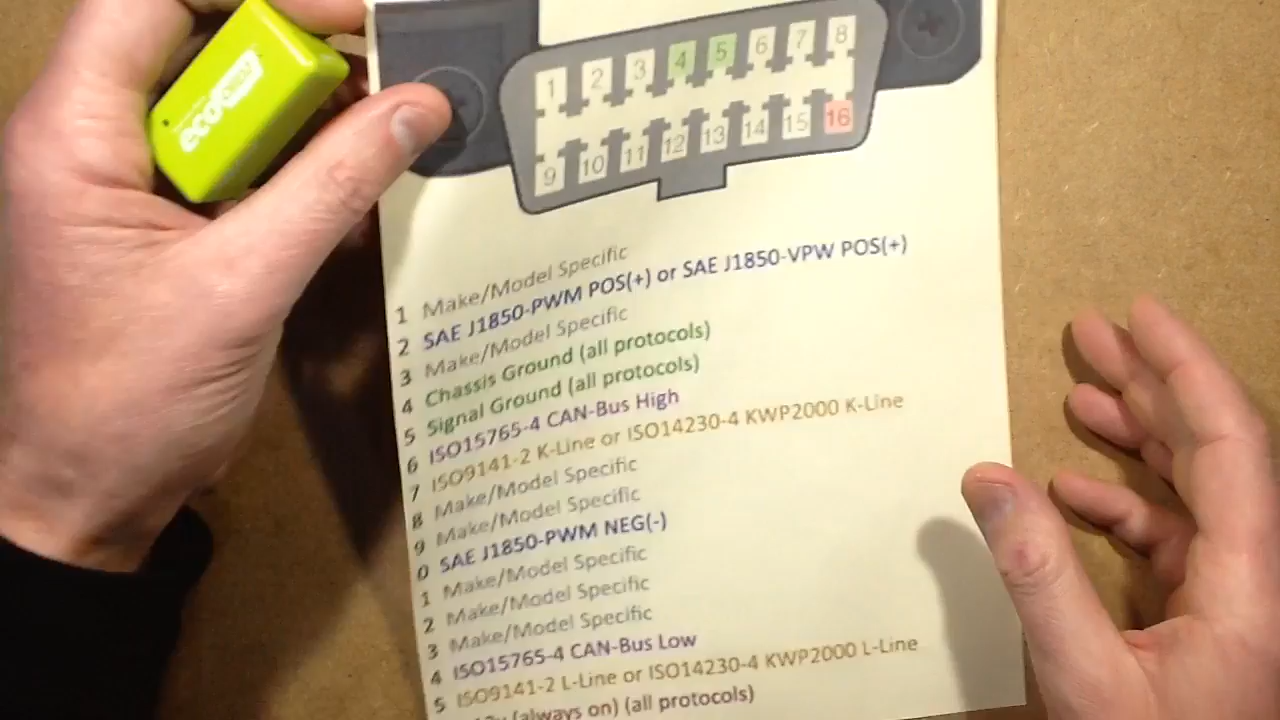 eco
1 2 3 4 5 6 7 8
9 10 11 12 13 14 15 16
1 Make/Model Specific
2 SAE J1850-PWM POS(+) or SAE J1850-VPW POS(+)
3 Make/Model Specific
4 Chassis Ground (all protocols)
5 Signal Ground (all protocols)
6 ISO15765-4 CAN-Bus High
7 ISO9141-2 K-Line or ISO14230-4 KWP2000 K-Line
8 Make/Model Specific
9 Make/Model Specific
0 SAE J1850-PWM NEG(-)
1 Make/Model Specific
2 Make/Model Specific
3 Make/Model Specific
4 ISO15765-4 CAN-Bus Low
5 ISO9141-2 L-Line or ISO14230-4 KWP2000 L-Line
(always on) (all protocols)